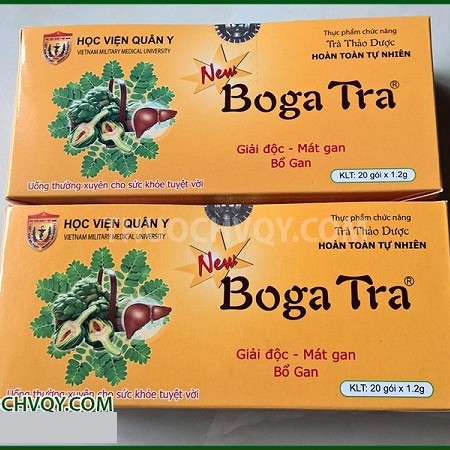 HỌC VIỆN QUÂN Y
VIETNAM MILITARY MEDICAL UNIVERSITY
Thực phẩm chức năng
Trà Thảo Dược
HOÀN TOÀN TỰ NHIÊN
New
Boga Tra®
Giải độc - Mát gan
Bổ Gan
KLT: 20 gói x 1.2g
Uống thường xuyên cho sức khỏe tuyệt vời
HỌC VIỆN QUÂN Y
VIETNAM MILITARY MEDICAL UNIVERSITY
Thực phẩm chức năng
Trà Thảo Dược
HOÀN TOÀN TỰ NHIÊN
New
Boga Tra®
Giải độc - Mát gan
Bổ Gan
KLT: 20 gói x 1.2g
Uống thường xuyên cho sức khỏe tuyệt vời
CHVQY.COM